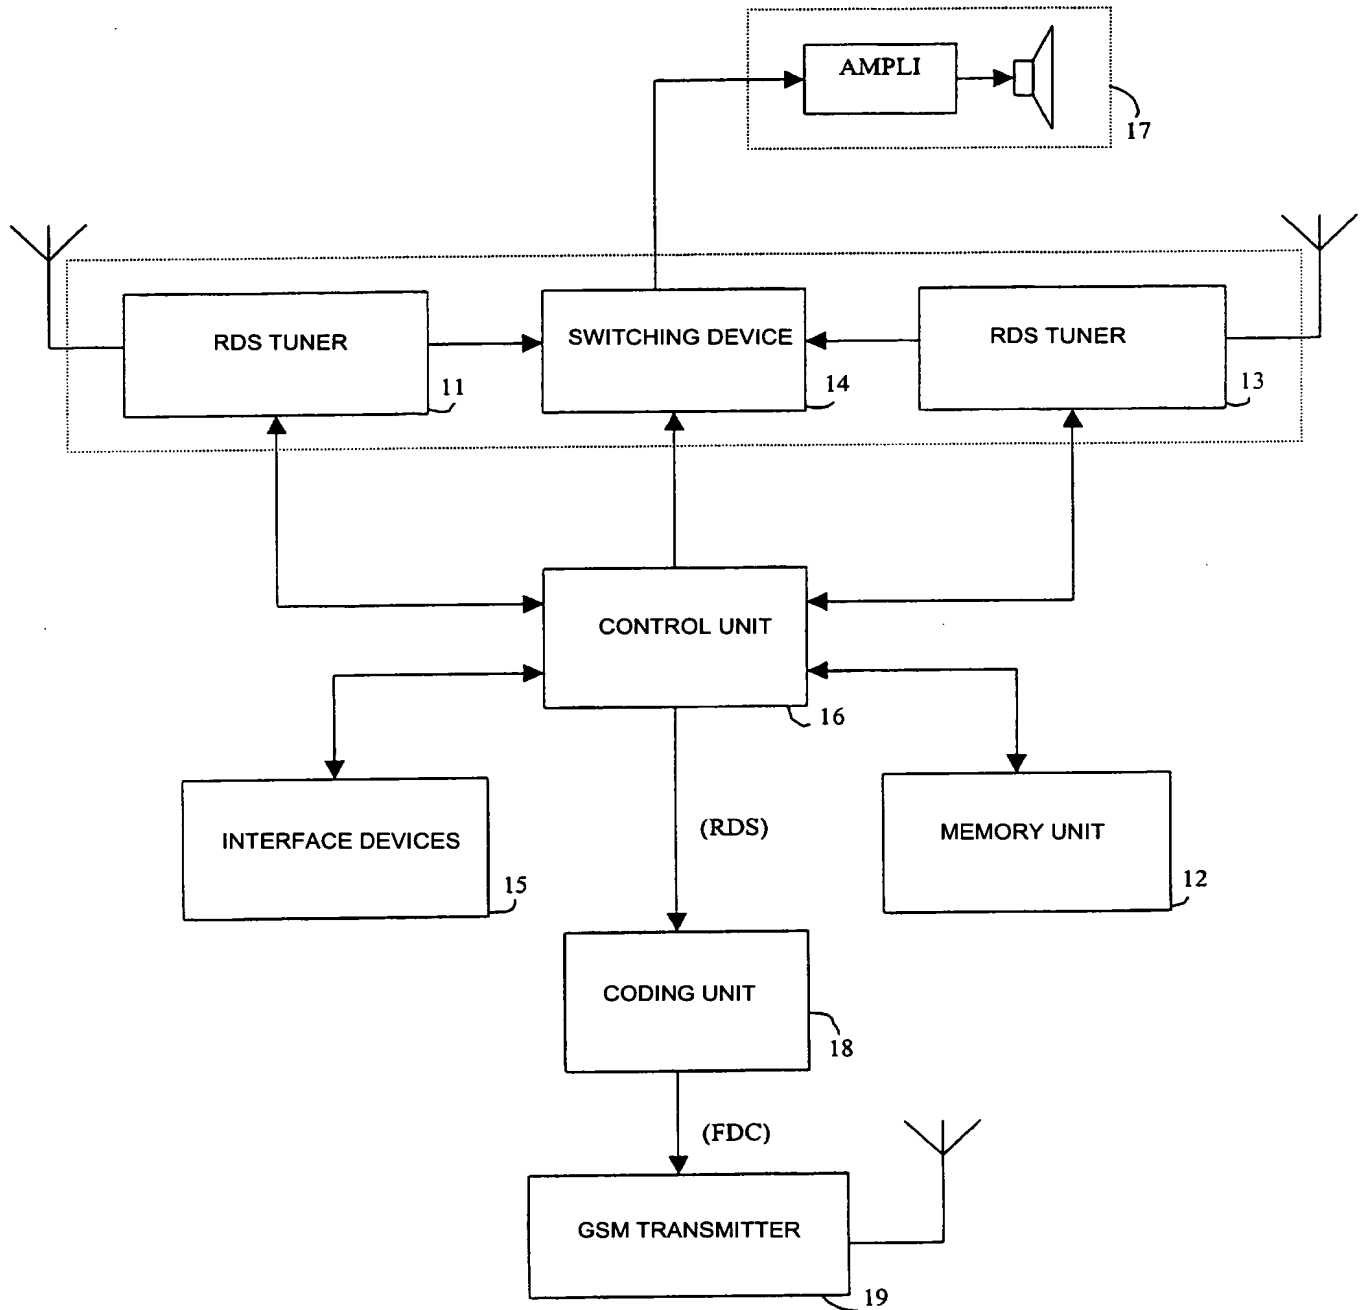 AMPLI
17
RDS TUNER
SWITCHING DEVICE
RDS TUNER
11
14
13
CONTROL UNIT
16
INTERFACE DEVICES
(RDS)
MEMORY UNIT
15
12
CODING UNIT
18
(FDC)
GSM TRANSMITTER
19